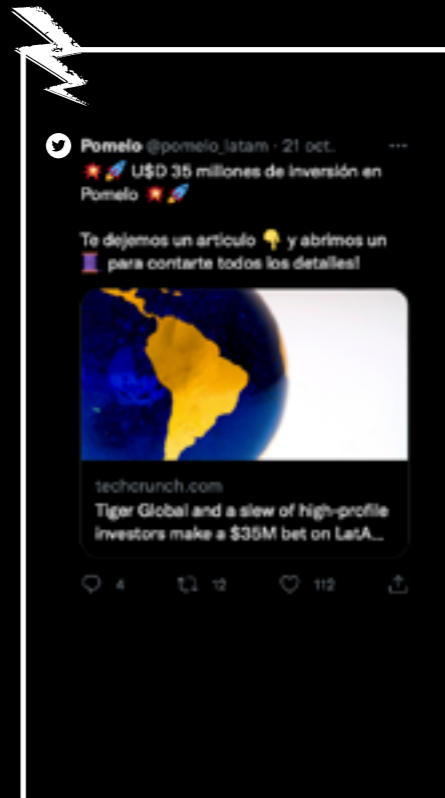 Pomelo @pomelo_latam · 21 oct.
💥🚀 U$D 35 millones de inversión en
Pomelo 💥🚀
Te dejemos un artículo 👇 y abrimos un
🧵 para contarte todos los detalles!
techcrunch.com
Tiger Global and a slew of high-profile
investors make a $35M bet on LatA...
4 12 112